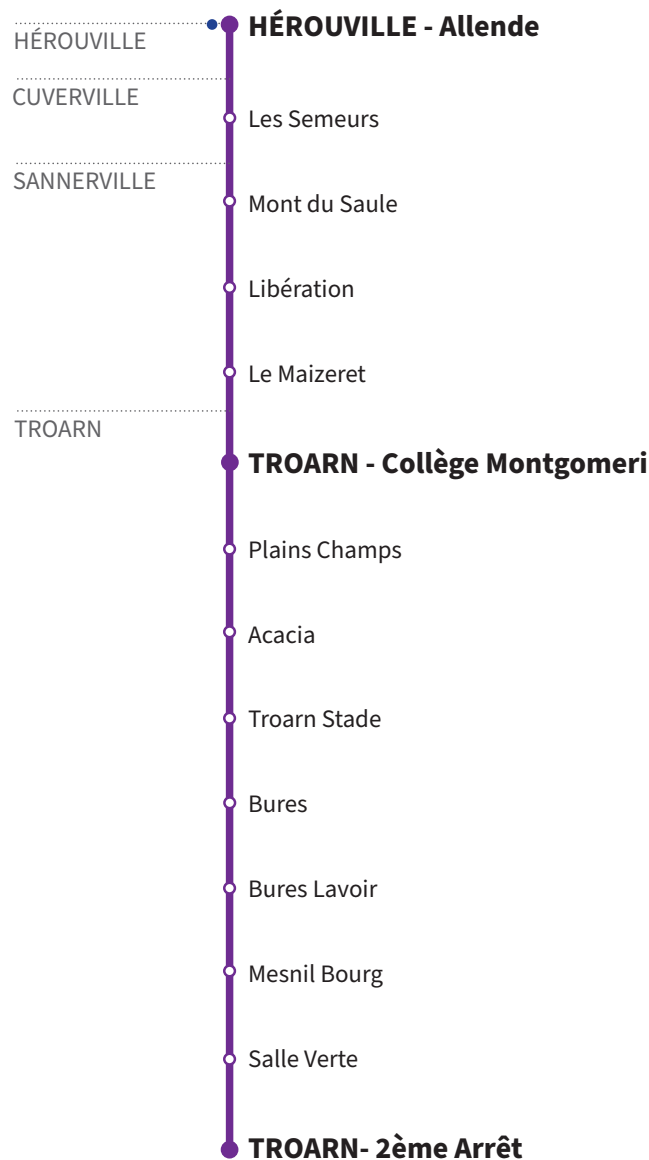 HÉROUVILLE - Allende
HÉROUVILLE
CUVERVILLE
Les Semeurs
SANNERVILLE
Mont du Saule
Libération
Le Maizeret
TROARN
TROARN - Collège Montgomeri
Plains Champs
Acacia
Troarn Stade
Bures
Bures Lavoir
Mesnil Bourg
Salle Verte
TROARN- 2ème Arrêt